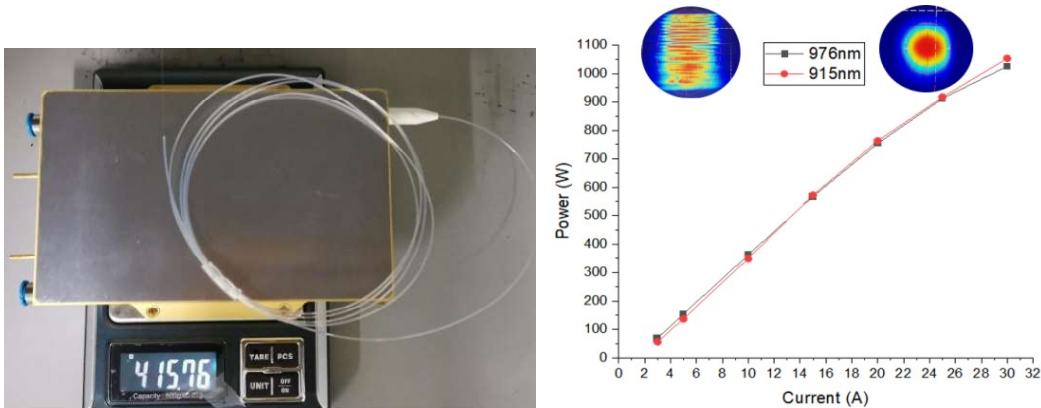 415.76
TARE PCS
UNIT OFF
ON
Capacity
976nm
915nm
1100
1000
900
800
700
600
500
400
300
200
100
0
Power (W)
0 2 4 6 8 10 12 14 16 18 20 22 24 26 28 30 32
Current (A)